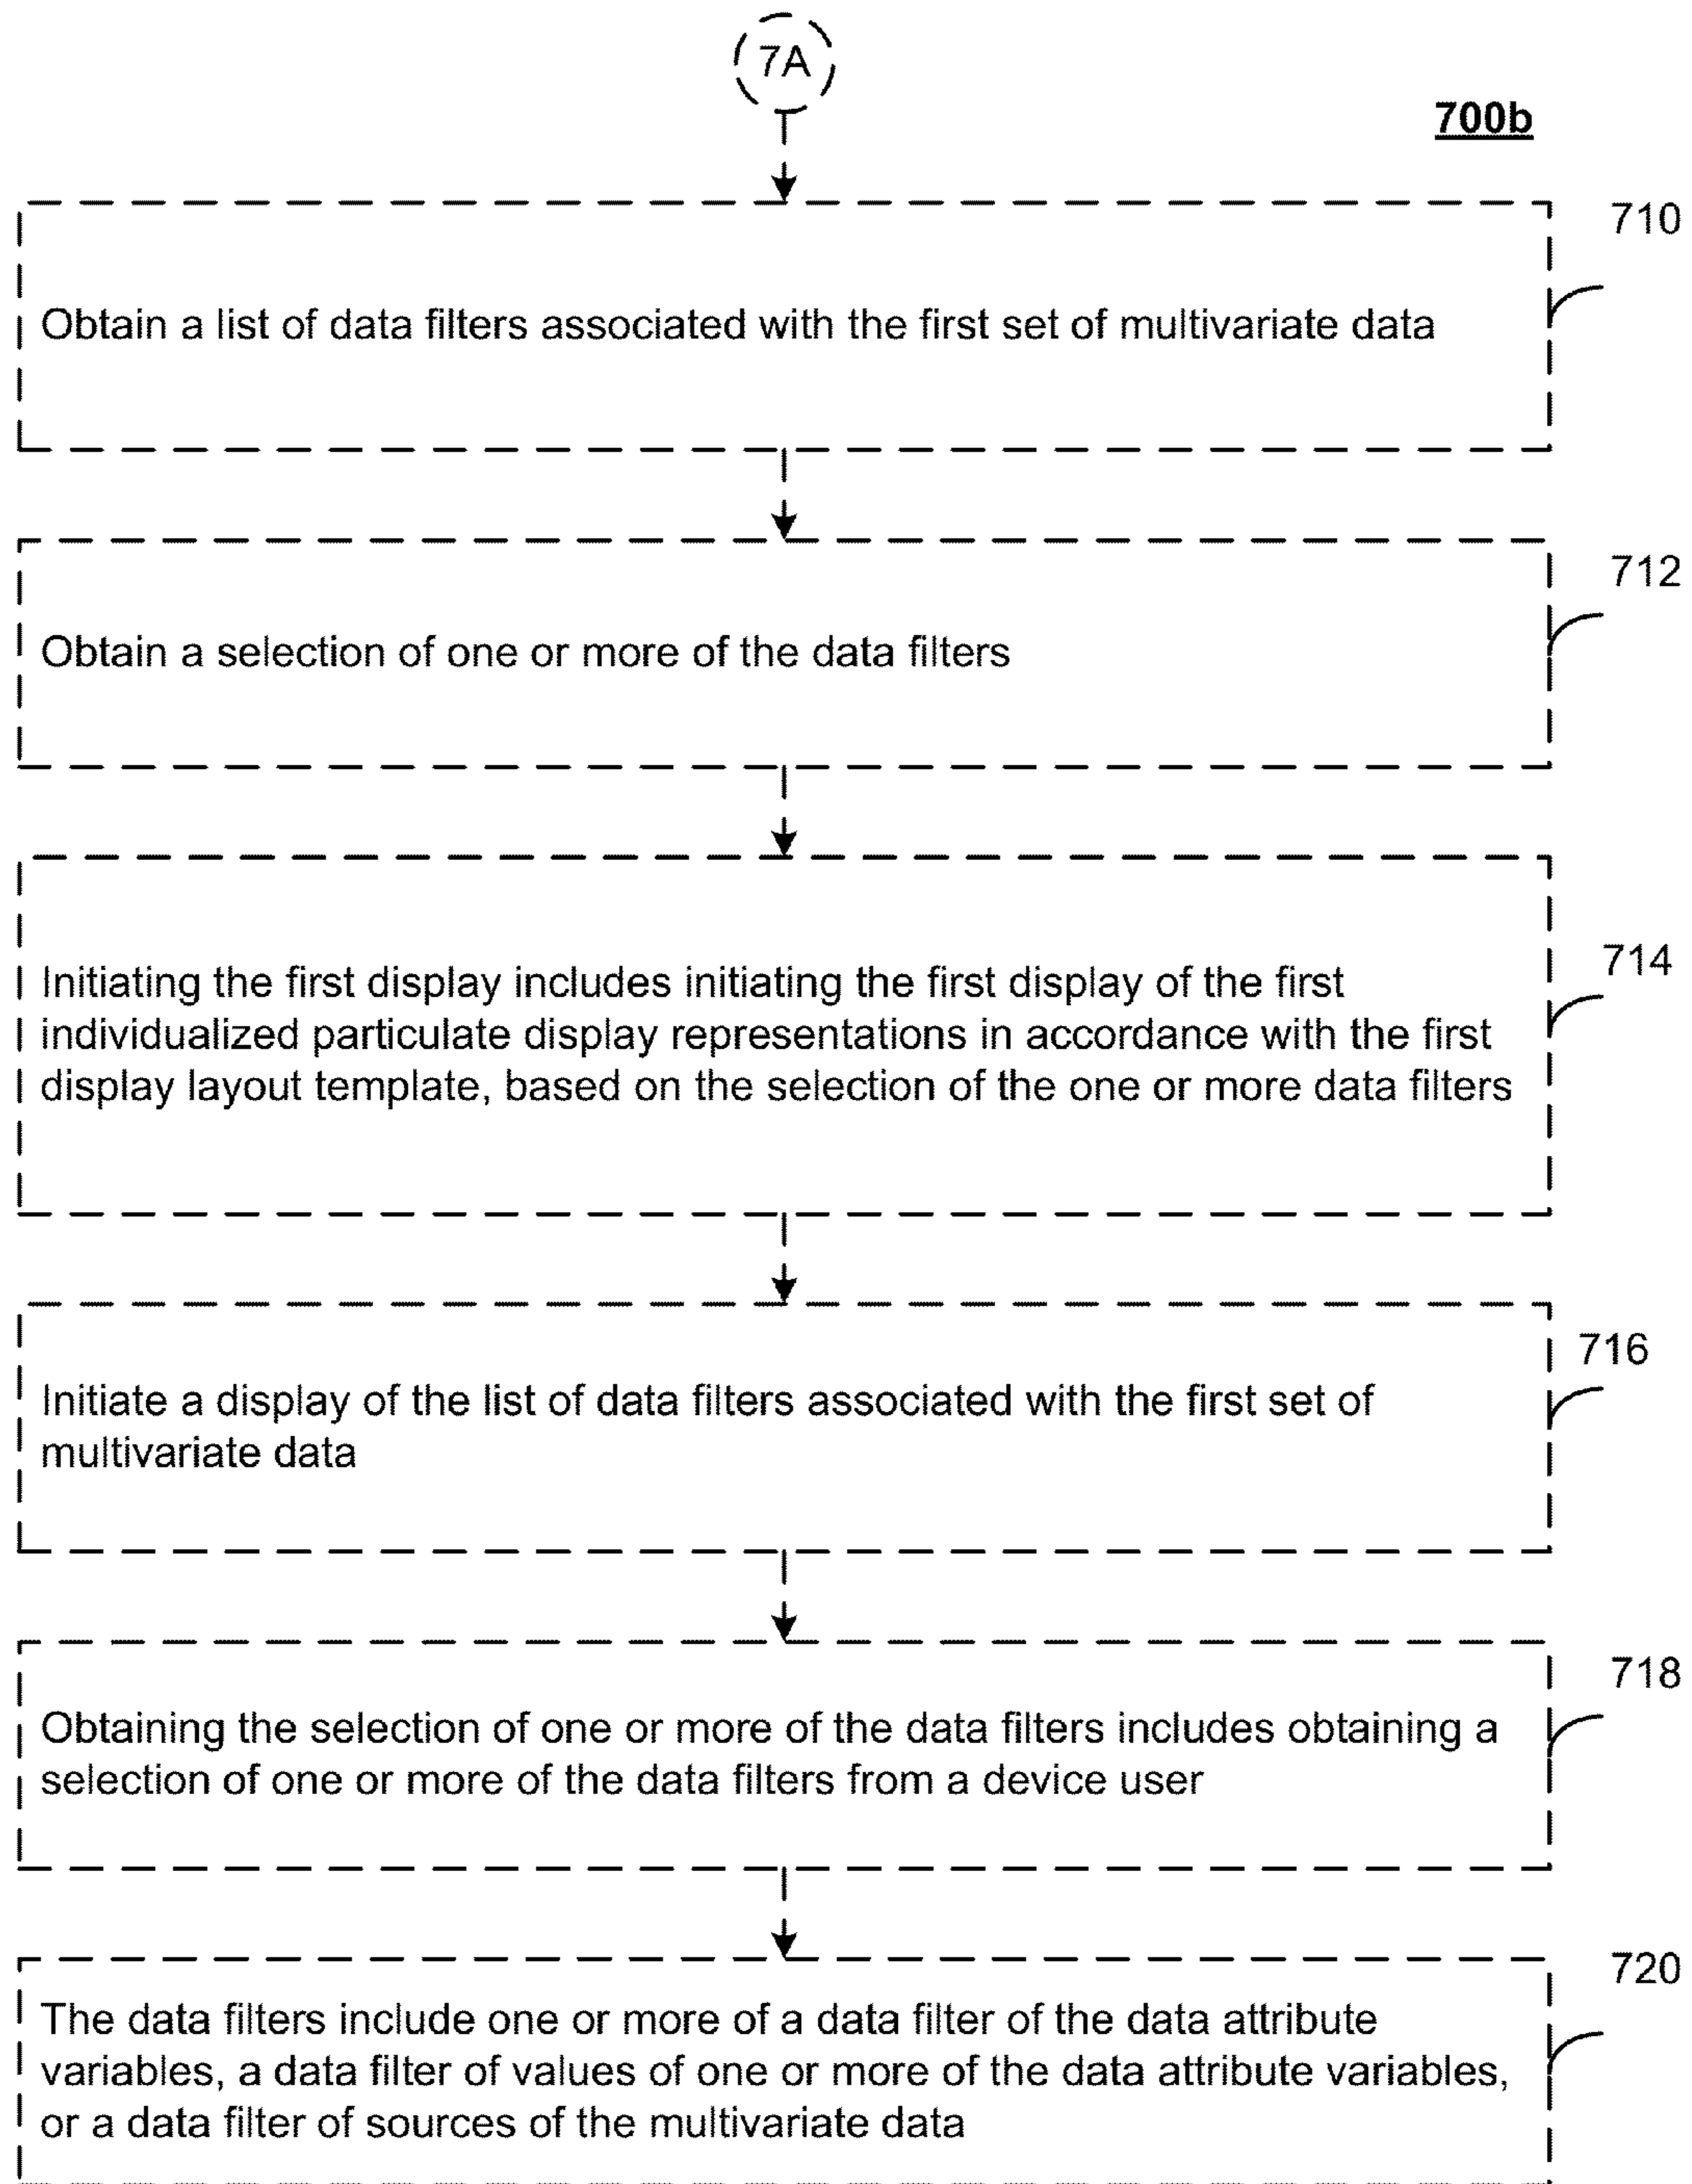 7A
700b
710
Obtain a list of data filters associated with the first set of multivariate data
712
Obtain a selection of one or more of the data filters
714
Initiating the first display includes initiating the first display of the first
individualized particulate display representations in accordance with the first
display layout template, based on the selection of the one or more data filters
716
Initiate a display of the list of data filters associated with the first set of
multivariate data
718
Obtaining the selection of one or more of the data filters includes obtaining a
selection of one or more of the data filters from a device user
720
The data filters include one or more of a data filter of the data attribute
variables, a data filter of values of one or more of the data attribute variables,
or a data filter of sources of the multivariate data